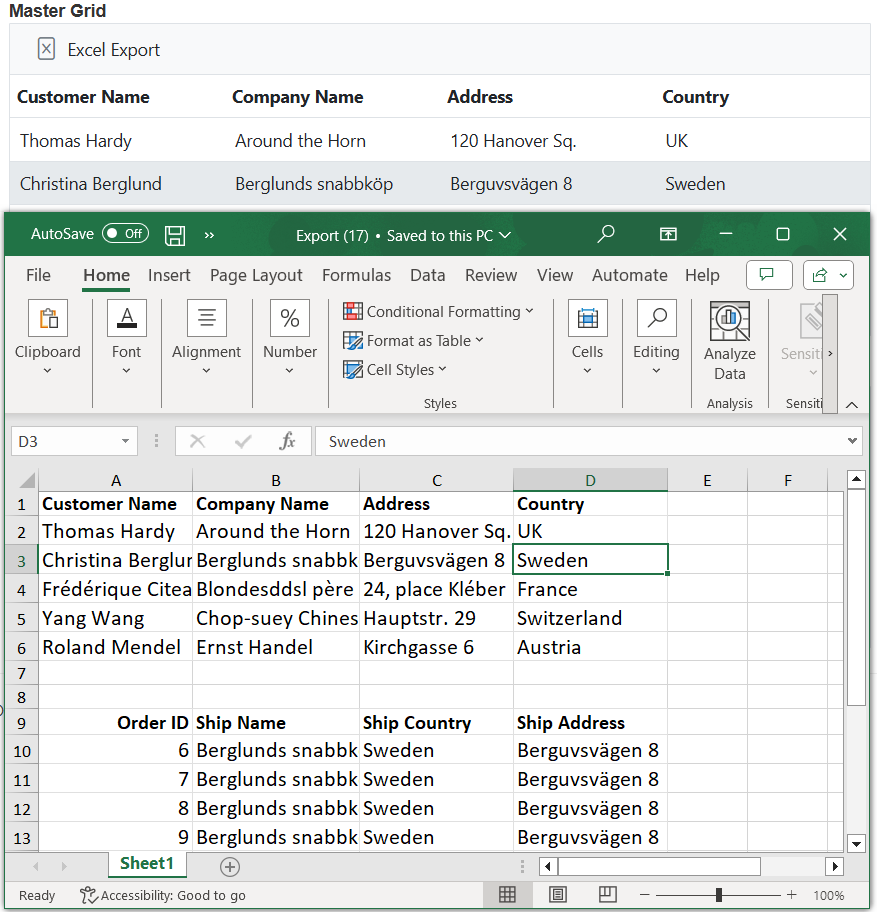 Master Grid
Excel Export
Customer Name Company Name Address Country
Thomas Hardy Around the Horn 120 Hanover Sq. UK
Christina Berglund Berglunds snabbköp Berguvsvägen 8 Sweden
AutoSave Off » Export (17) • Saved to this PC
File Home Insert Page Layout Formulas Data Review View Automate Help
Clipboard Font Alignment Number Conditional Formatting Format as Table Cell Styles Cells Editing Analyze Data Sensiti
Styles Analysis Sensiti
D3 fx Sweden
A B C D E F
1 Customer Name Company Name Address Country
2 Thomas Hardy Around the Horn 120 Hanover Sq. UK
3 Christina Berglun Berglunds snabbk Berguvsvägen 8 Sweden
4 Frédérique Citea Blondesddsl père 24, place Kléber France
5 Yang Wang Chop-suey Chines Hauptstr. 29 Switzerland
6 Roland Mendel Ernst Handel Kirchgasse 6 Austria
7
8
9 Order ID Ship Name Ship Country Ship Address
10 6 Berglunds snabbk Sweden Berguvsvägen 8
11 7 Berglunds snabbk Sweden Berguvsvägen 8
12 8 Berglunds snabbk Sweden Berguvsvägen 8
13 9 Berglunds snabbk Sweden Berguvsvägen 8
Sheet1
Ready Accessibility: Good to go 100%